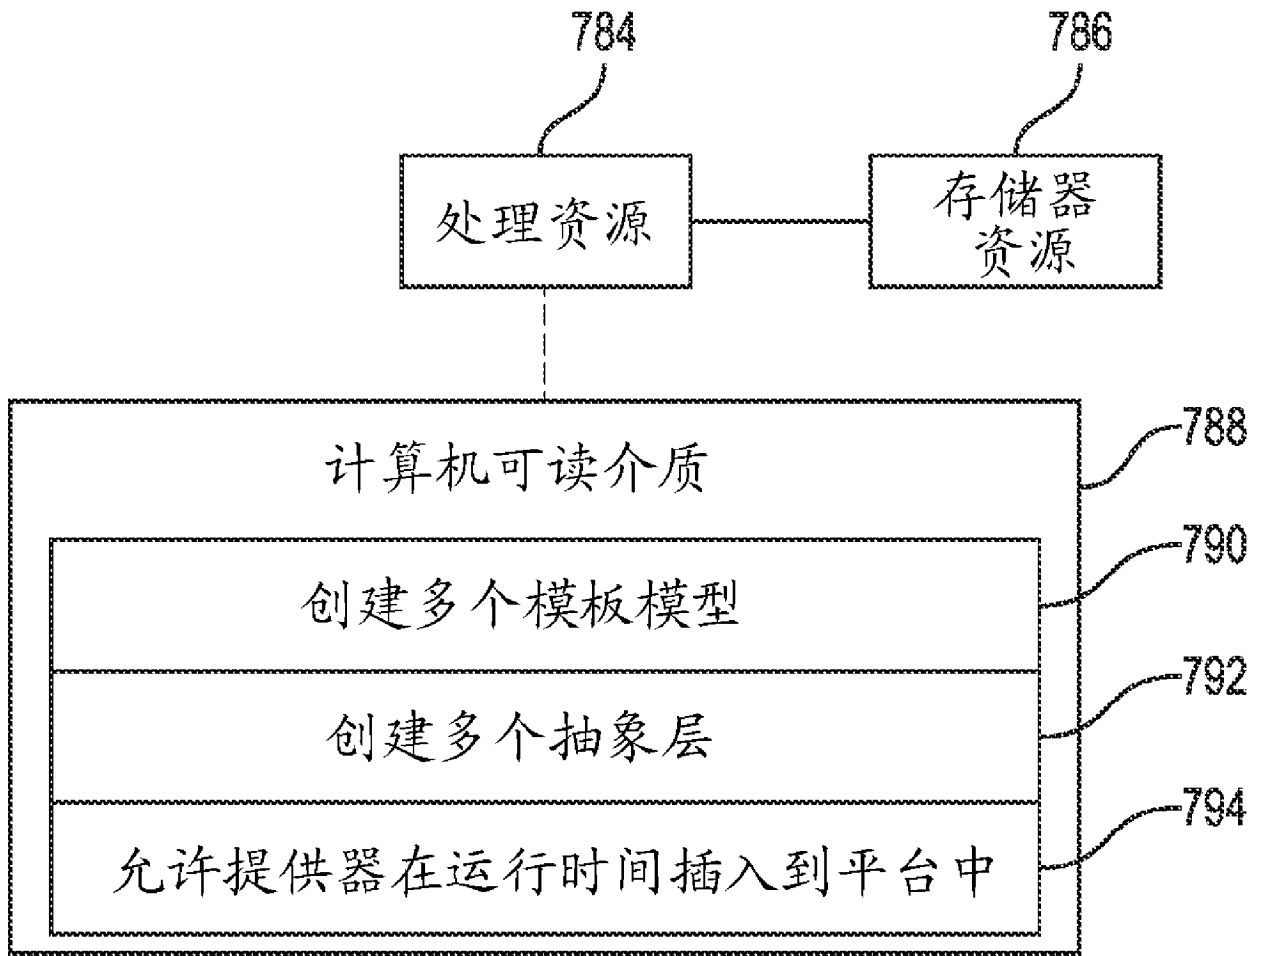 784
786
处理资源
存储器
资源
788
计算机可读介质
790
创建多个模板模型
792
创建多个抽象层
794
允许提供器在运行时间插入到平台中